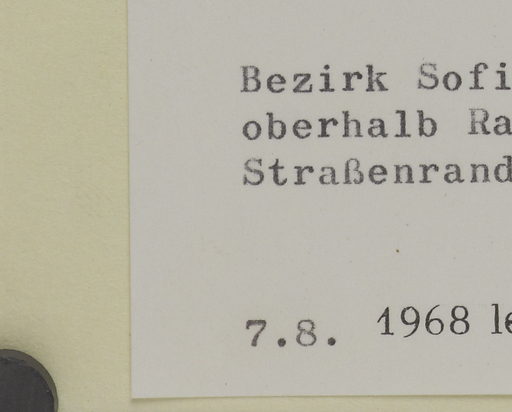 Bezirk Sofi
oberhalb Ra
Straßenrand
7.8. 1968 le